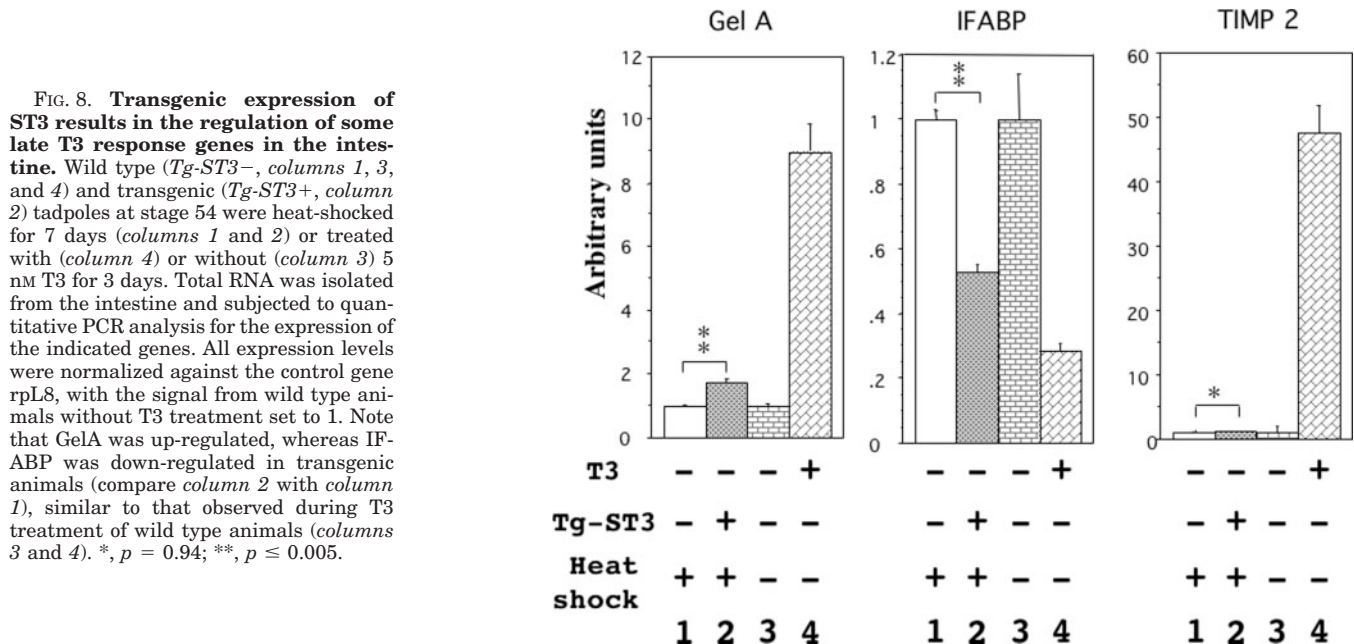 FIG. 8. Transgenic expression of
ST3 results in the regulation of some
late T3 response genes in the intes-
tine. Wild type (Tg-ST3−, columns 1, 3,
and 4) and transgenic (Tg-ST3+, column
2) tadpoles at stage 54 were heat-shocked
for 7 days (columns 1 and 2) or treated
with (column 4) or without (column 3) 5
nM T3 for 3 days. Total RNA was isolated
from the intestine and subjected to quan-
titative PCR analysis for the expression of
the indicated genes. All expression levels
were normalized against the control gene
rpL8, with the signal from wild type ani-
mals without T3 treatment set to 1. Note
that GelA was up-regulated, whereas IF-
ABP was down-regulated in transgenic
animals (compare column 2 with column
1), similar to that observed during T3
treatment of wild type animals (columns
3 and 4). *, p = 0.94; **, p ≤ 0.005.
Gel A
Arbitrary units
12
10
8
6
4
2
0
**
IFABP
1.2
1
.8
.6
.4
.2
0
**
TIMP 2
60
50
40
30
20
10
0
*
T3 − − − + − − − + − − − +
Tg-ST3 − + − − − + − − − + − −
Heat
shock + + − − + + − − + + − −
1 2 3 4 1 2 3 4 1 2 3 4